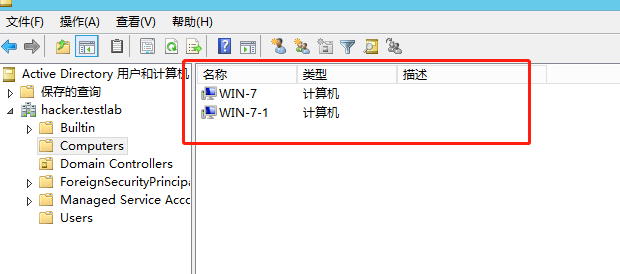 文件(F) 操作(A) 查看(V) 帮助(H)
Active Directory 用户和计算机
保存的查询
hacker.testlab
Builtin
Computers
Domain Controllers
ForeignSecurityPrincipa
Managed Service Acco
Users
名称 类型 描述
WIN-7 计算机
WIN-7-1 计算机